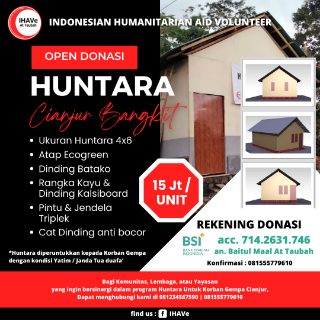 IHAVe
At Taubah
INDONESIAN HUMANITARIAN AID VOLUNTEER
OPEN DONASI
HUNTARA
Cianjur Bangkit
• Ukuran Huntara 4x6
• Atap Ecogreen
• Dinding Batako
• Rangka Kayu &
Dinding Kalsiboard
• Pintu & Jendela
Triplek
• Cat Dinding anti bocor
15 Jt /
UNIT
*Huntara diperuntukkan kepada Korban Gempa
dengan kondisi Yatim / Janda Tua duafa'
REKENING DONASI
BSI
BANK SYARIAH
INDONESIA
acc. 714.2631.746
an. Baitul Maal At Taubah
Konfirmasi : 081555779610
Bagi Komunitas, Lembaga, atau Yayasan
yang ingin bersinergi dalam program Huntara Untuk Korban Gempa Cianjur,
Dapat menghubungi kami di 081234567590 | 081555779610
find us : f IHAVe